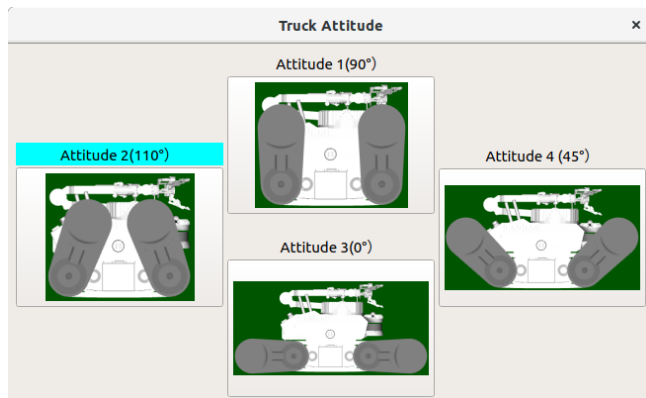 Truck Attitude
×
Attitude 1(90°)
Attitude 2(110°)
Attitude 4 (45°)
Attitude 3(0°)